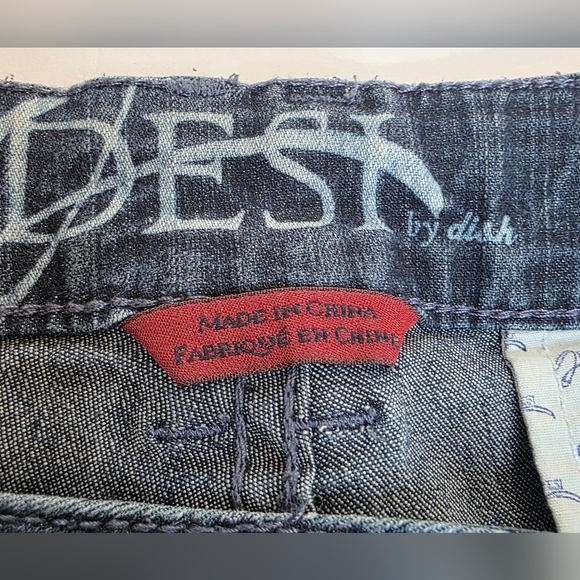 DESI
by dish
MADE IN CHINA
FABRIQUÉ EN CHINE